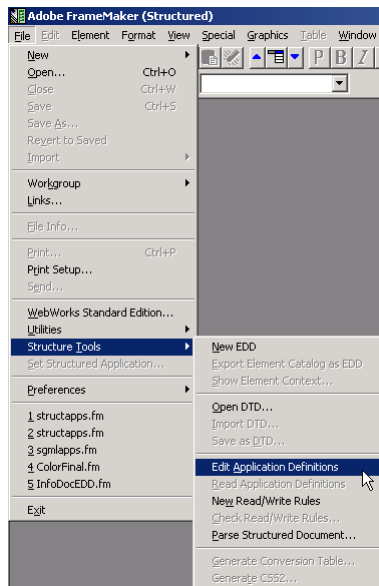 Adobe FrameMaker (Structured)
File Edit Element Format View Special Graphics Table Window
P B I
New
Open... Ctrl+O
Close Ctrl+W
Save Ctrl+S
Save As...
Revert to Saved
Import
Workgroup
Links...
File Info...
Print... Ctrl+P
Print Setup...
Send...
WebWorks Standard Edition...
Utilities
Structure Tools
Set Structured Application...
Preferences
1 structapps.fm
2 structapps.fm
3 sgmlapps.fm
4 ColorFinal.fm
5 InfoDocEDD.fm
Exit
New EDD
Export Element Catalog as EDD
Show Element Context...
Open DTD...
Import DTD...
Save as DTD...
Edit Application Definitions
Read Application Definitions
New Read/Write Rules
Check Read/Write Rules...
Parse Structured Document...
Generate Conversion Table...
Generate CSS2...